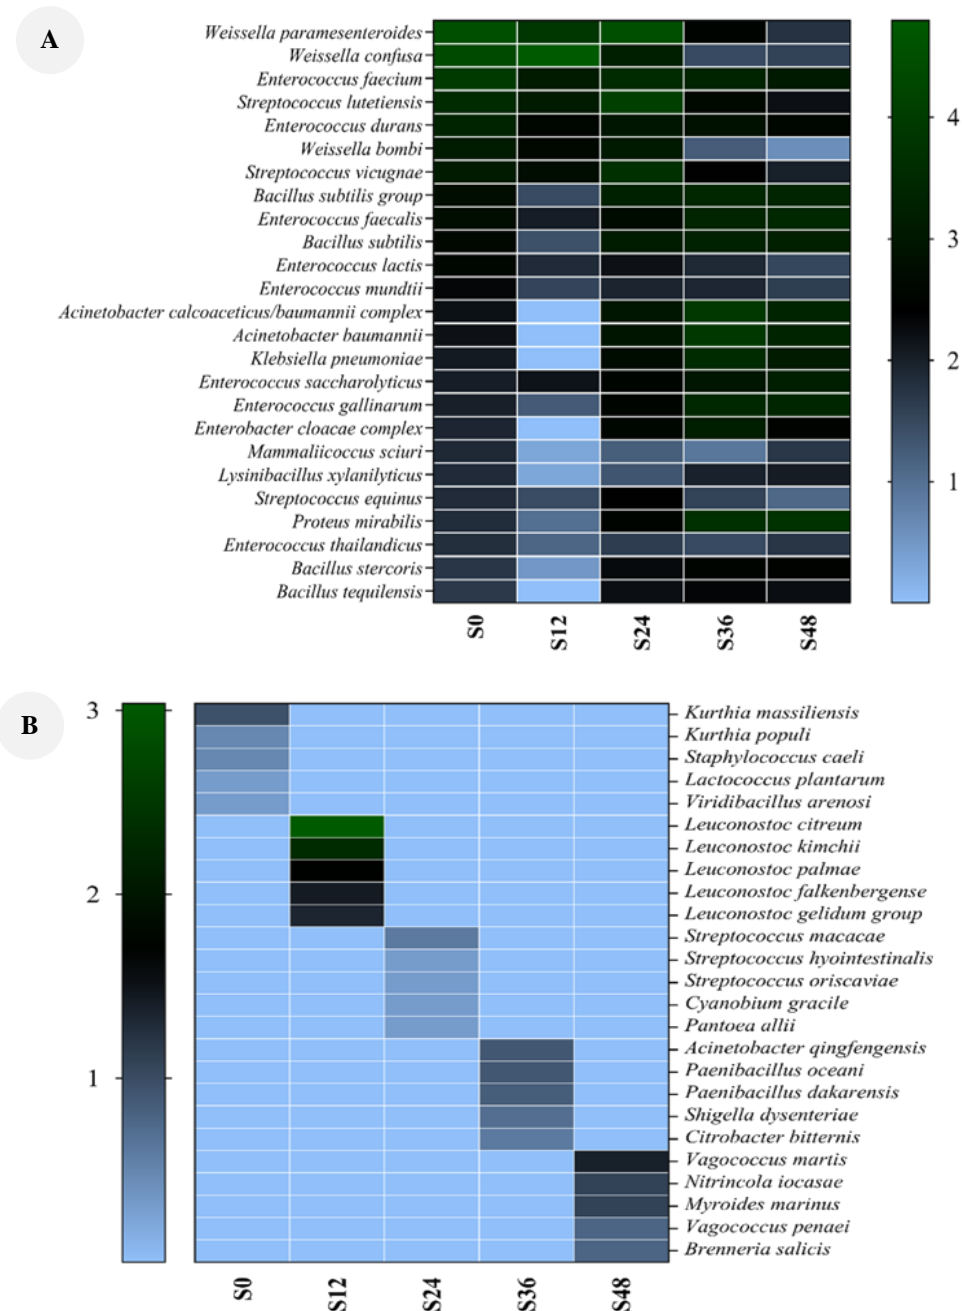 A
Weissella paramesenteroides
Weissella confusa
Enterococcus faecium
Streptococcus lutetiensis
Enterococcus durans
Weissella bombi
Streptococcus vicugnae
Bacillus subtilis group
Enterococcus faecalis
Bacillus subtilis
Enterococcus lactis
Enterococcus mundtii
Acinetobacter calcoaceticus/baumannii complex
Acinetobacter baumannii
Klebsiella pneumoniae
Enterococcus saccharolyticus
Enterococcus gallinarum
Enterobacter cloacae complex
Mammaliicoccus sciuri
Lysinibacillus xylanilyticus
Streptococcus equinus
Proteus mirabilis
Enterococcus thailandicus
Bacillus stercoris
Bacillus tequilensis
S0 S12 S24 S36 S48
4
3
2
1
B
3
2
1
Kurthia massiliensis
Kurthia populi
Staphylococcus caeli
Lactococcus plantarum
Viridibacillus arenosi
Leuconostoc citreum
Leuconostoc kimchii
Leuconostoc palmae
Leuconostoc falkenbergense
Leuconostoc gelidum group
Streptococcus macacae
Streptococcus hyointestinalis
Streptococcus oriscaviae
Cyanobium gracile
Pantoea allii
Acinetobacter qingfengensis
Paenibacillus oceani
Paenibacillus dakarensis
Shigella dysenteriae
Citrobacter bitternis
Vagococcus martis
Nitrincola iocasae
Myroides marinus
Vagococcus penaei
Brenneria salicis
S0 S12 S24 S36 S48